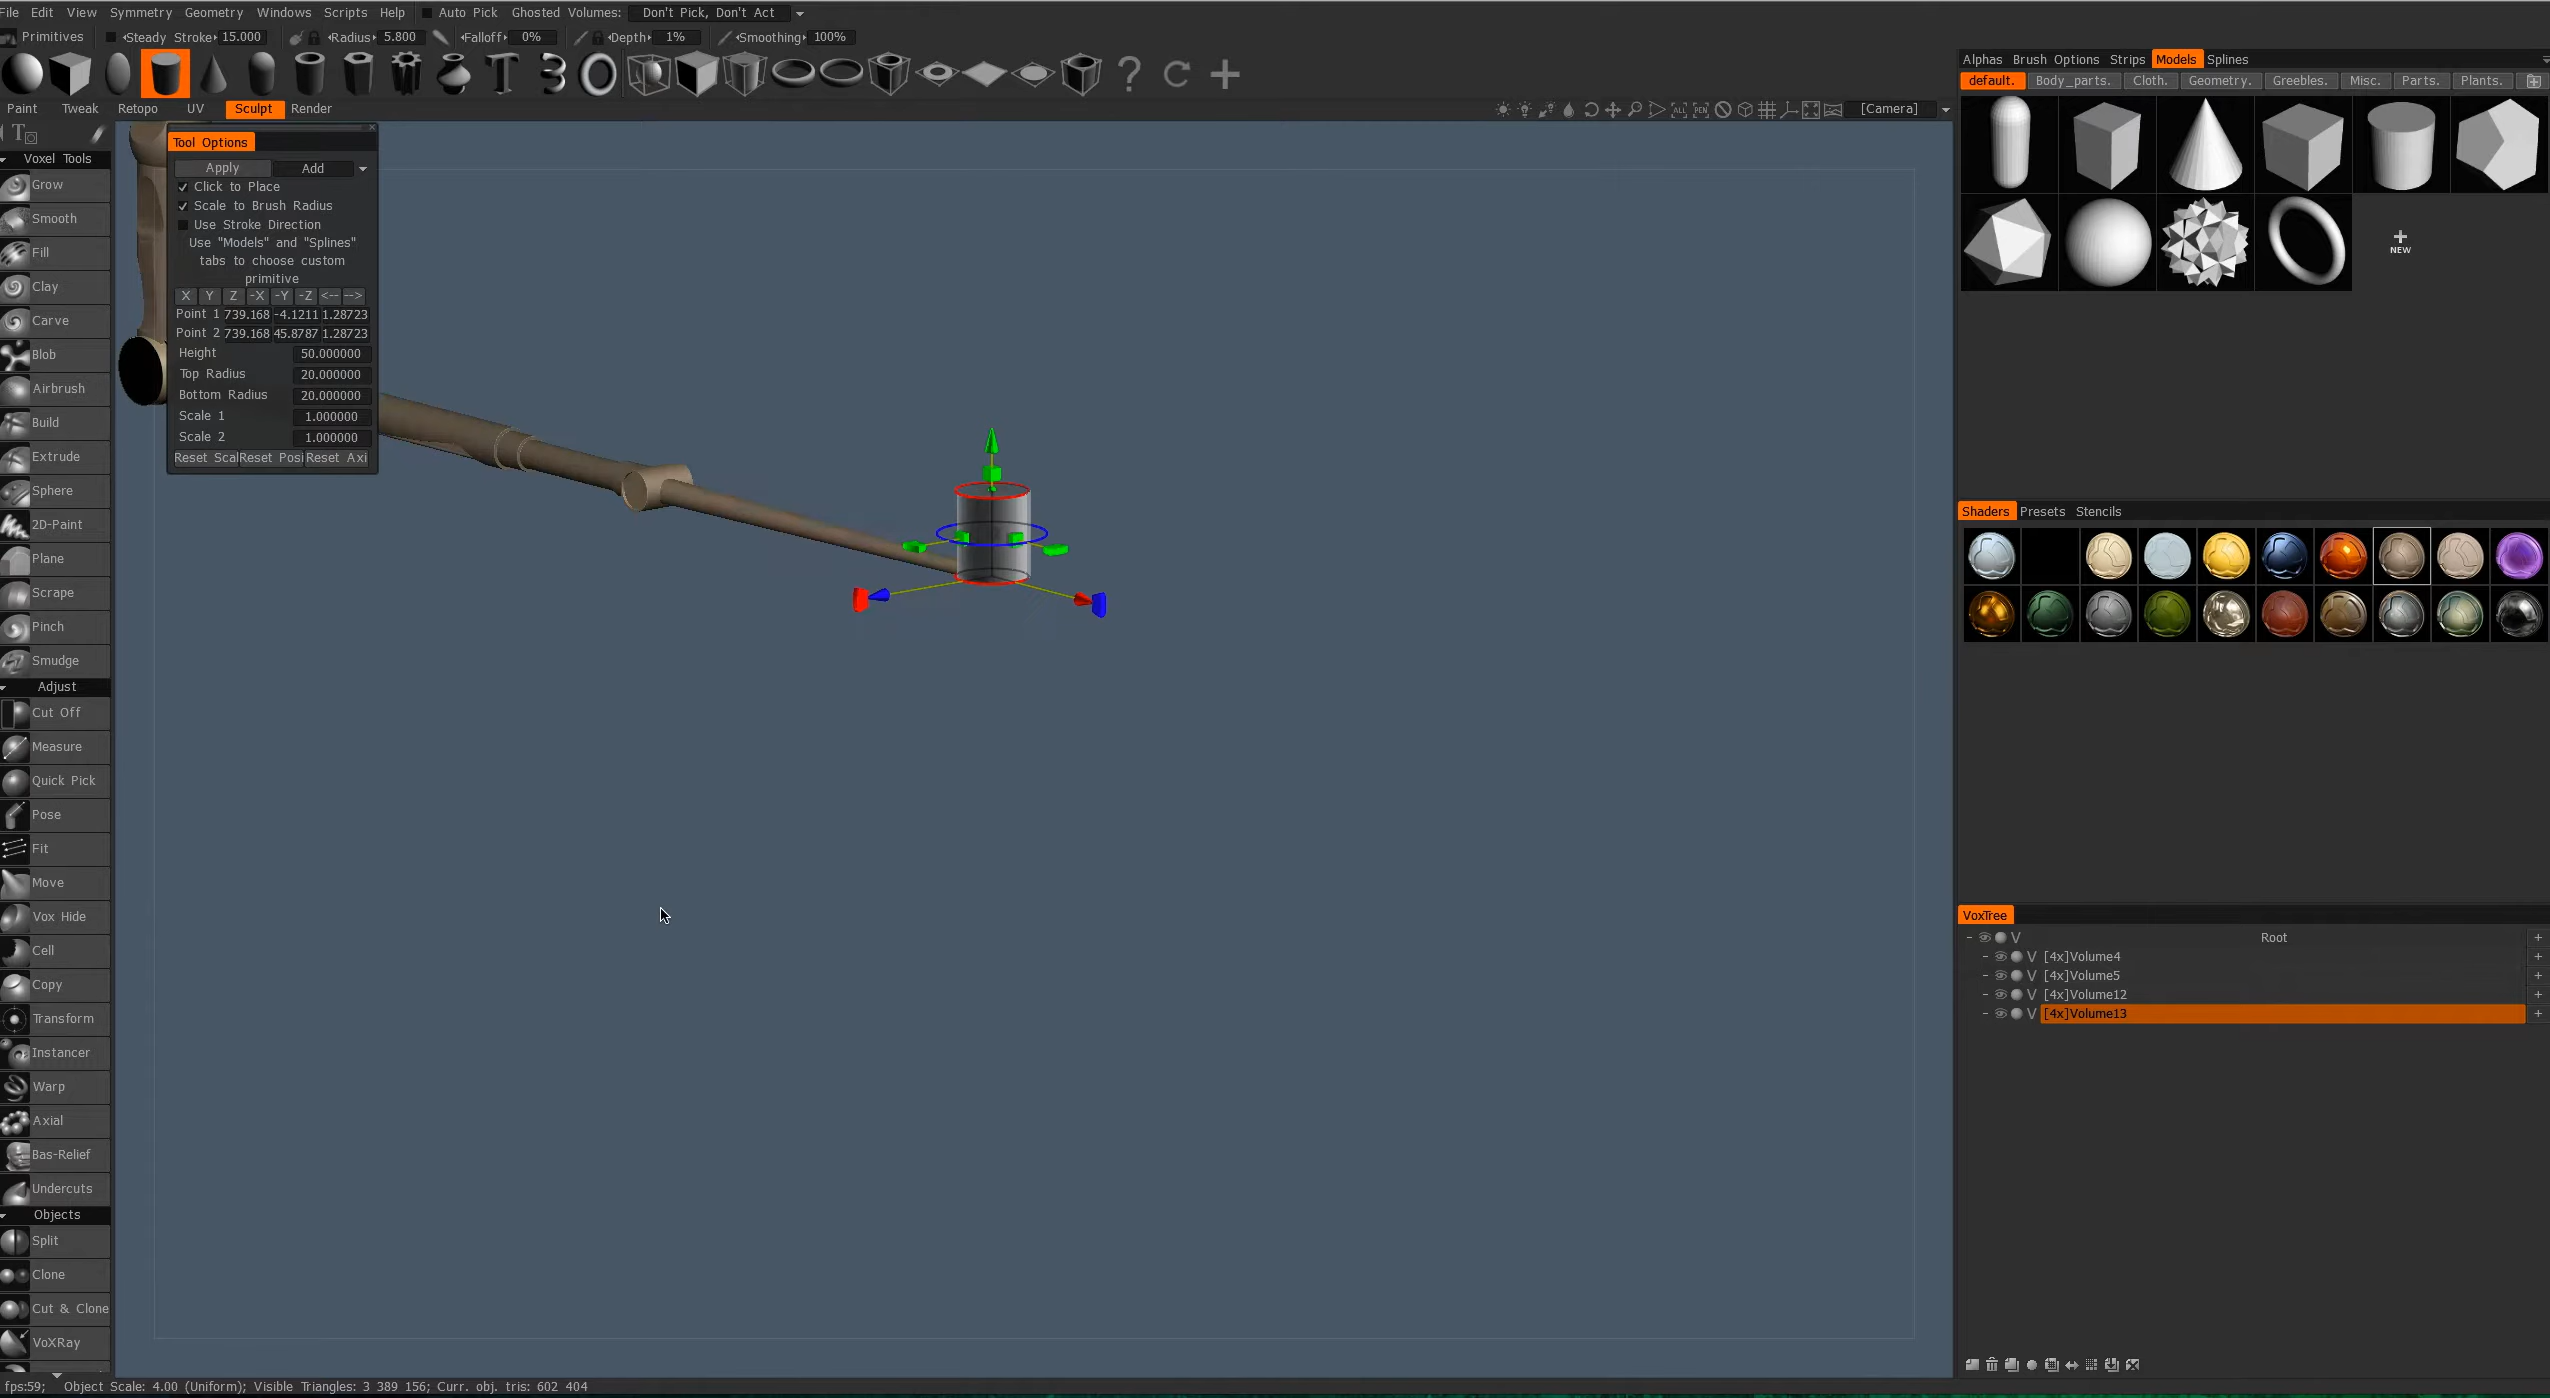 File Edit View Symmetry Geometry Windows Scripts Help Auto Pick Ghosted Volumes: Don't Pick, Don't Act
Primitives Steady Stroke 15.000 Radius 5.800 Falloff 0% Depth 1% Smoothing 100%
Paint Tweak Retopo UV Sculpt Render [Camera]
Voxel Tools
Grow
Smooth
Fill
Clay
Carve
Blob
Airbrush
Build
Extrude
Sphere
2D-Paint
Plane
Scrape
Pinch
Smudge
Adjust
Cut Off
Measure
Quick Pick
Pose
Fit
Move
Vox Hide
Cell
Copy
Transform
Instancer
Warp
Axial
Bas-Relief
Undercuts
Objects
Split
Clone
Cut & Clone
VoXRay
Tool Options
Apply Add
Click to Place
Scale to Brush Radius
Use Stroke Direction
Use "Models" and "Splines"
tabs to choose custom
primitive
X Y Z -X -Y -Z <-- -->
Point 1 739.168 -4.1211 1.28723
Point 2 739.168 45.8787 1.28723
Height 50.000000
Top Radius 20.000000
Bottom Radius 20.000000
Scale 1 1.000000
Scale 2 1.000000
Reset Scal Reset Posi Reset Axi
Alphas Brush Options Strips Models Splines
default. Body_parts. Cloth. Geometry. Greebles. Misc. Parts. Plants.
NEW
Shaders Presets Stencils
VoxTree
V Root +
V [4x]Volume4 +
V [4x]Volume5 +
V [4x]Volume12 +
V [4x]Volume13 +
fps:59; Object Scale: 4.00 (Uniform); Visible Triangles: 3 389 156; Curr. obj. tris: 602 404